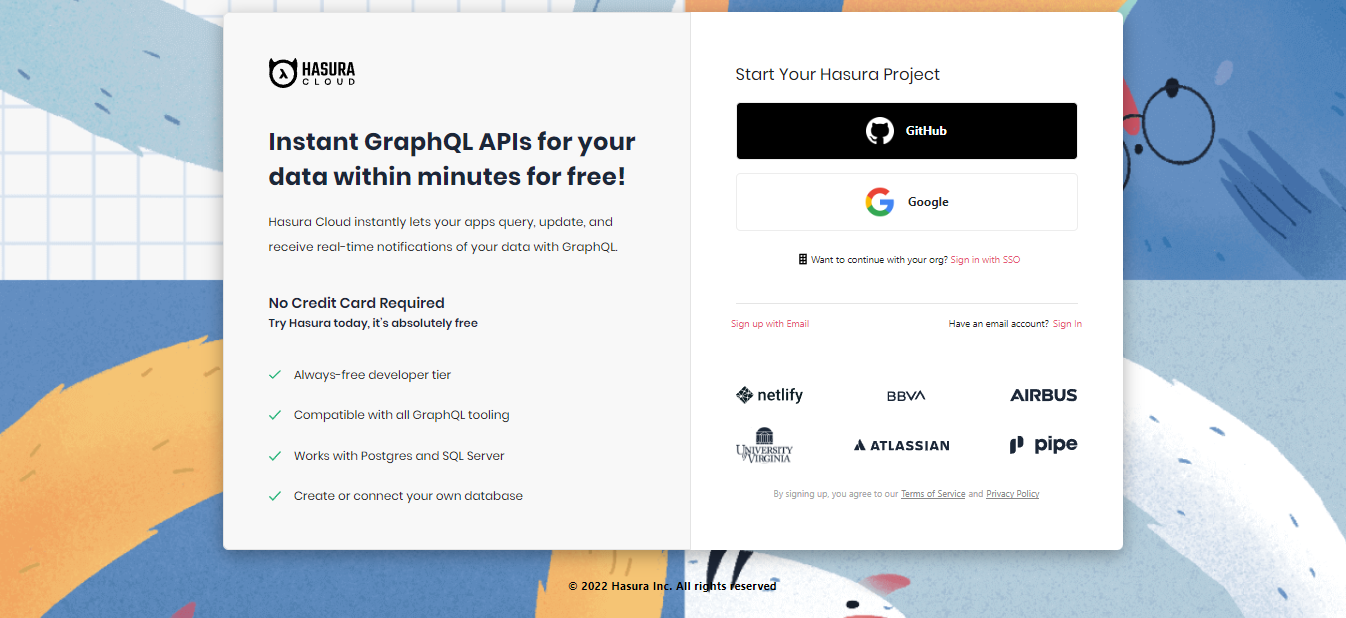 HASURA
CLOUD
Instant GraphQL APIs for your
data within minutes for free!
Hasura Cloud instantly lets your apps query, update, and
receive real-time notifications of your data with GraphQL.
No Credit Card Required
Try Hasura today, it's absolutely free
Always-free developer tier
Compatible with all GraphQL tooling
Works with Postgres and SQL Server
Create or connect your own database
Start Your Hasura Project
GitHub
Google
Want to continue with your org? Sign in with SSO
Sign up with Email
Have an email account? Sign In
netlify
BBVA
AIRBUS
UNIVERSITY
of VIRGINIA
ATLASSIAN
pipe
By signing up, you agree to our Terms of Service and Privacy Policy
© 2022 Hasura Inc. All rights reserved